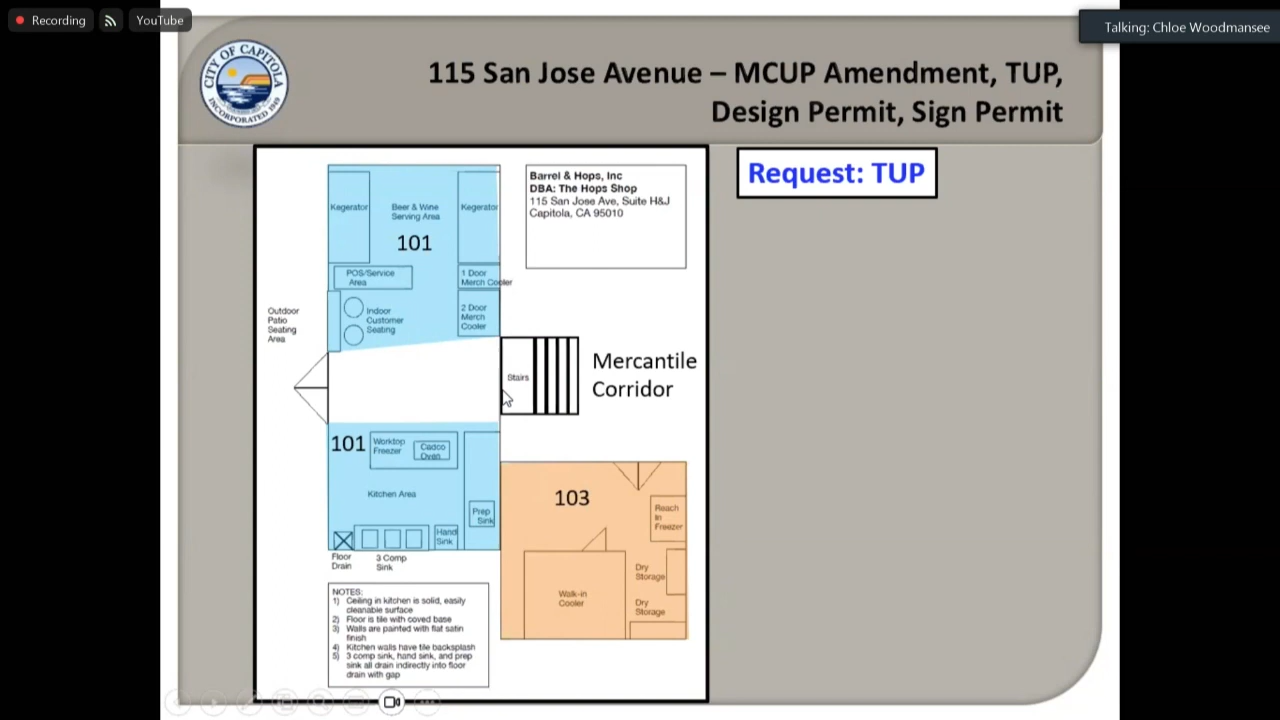 Recording
YouTube
Talking: Chloe Woodmansee
CITY OF CAPITOLA
INCORPORATED 1949
115 San Jose Avenue – MCUP Amendment, TUP,
Design Permit, Sign Permit
Request: TUP
Barrel & Hops, Inc
DBA: The Hops Shop
115 San Jose Ave, Suite H&J
Capitola, CA 95010
Kegerator
Beer & Wine
Serving Area
Kegerator
101
POS/Service
Area
1 Door
Merch Cooler
Outdoor
Patio
Seating
Area
Indoor
Customer
Seating
2 Door
Merch
Cooler
Stairs
Mercantile
Corridor
101
Worktop
Freezer
Cadco
Oven
Kitchen Area
Prep
Sink
Hand
Sink
Floor
Drain
3 Comp
Sink
103
Reach
In
Freezer
Dry
Storage
Walk-in
Cooler
Dry
Storage
NOTES:
1) Ceiling in kitchen is solid, easily
cleanable surface
2) Floor is tile with coved base
3) Walls are painted with flat satin
finish
4) Kitchen walls have tile backsplash
5) 3 comp sink, hand sink, and prep
sink all drain indirectly into floor
drain with gap